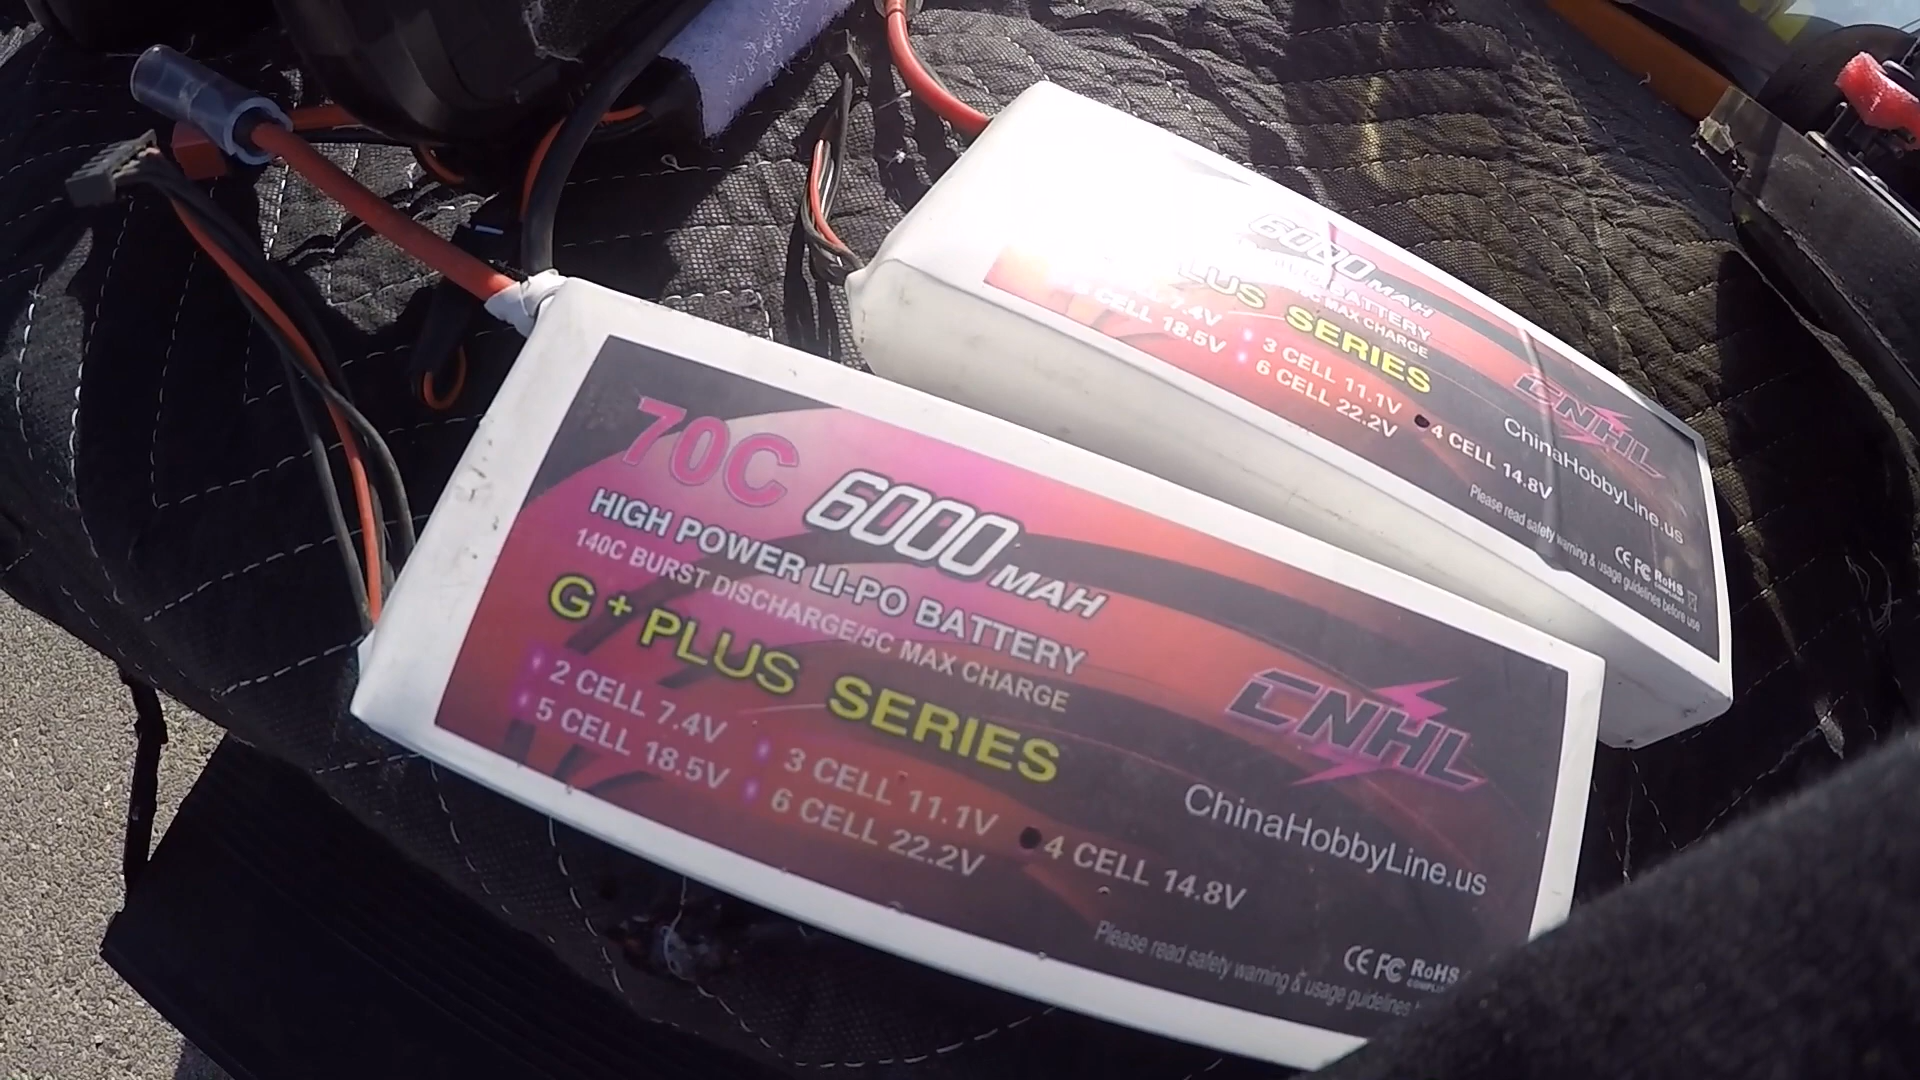 70C 6000 MAH
HIGH POWER LI-PO BATTERY
140C BURST DISCHARGE/5C MAX CHARGE
G+ PLUS SERIES
2 CELL 7.4V
3 CELL 11.1V
4 CELL 14.8V
5 CELL 18.5V
6 CELL 22.2V
CNHL
ChinaHobbyLine.us
CE FC RoHS
Please read safety warning & usage guidelines
6000 MAH
BATTERY
MAX CHARGE
PLUS SERIES
7.4V
3 CELL 11.1V
4 CELL 14.8V
CELL 18.5V
6 CELL 22.2V
CNHL
ChinaHobbyLine.us
CE FC RoHS
Please read safety warning & usage guidelines before use